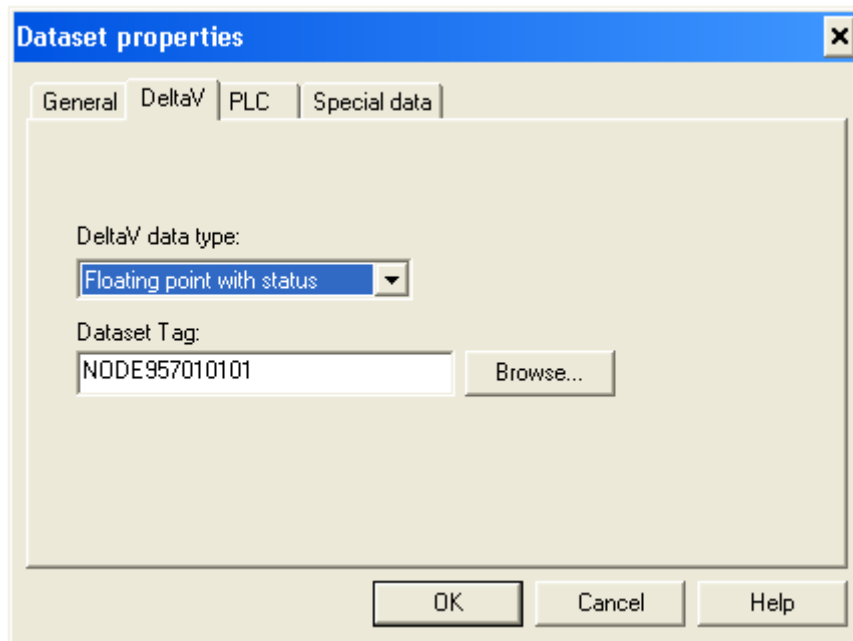 Dataset properties
General DeltaV PLC Special data
DeltaV data type:
Floating point with status
Dataset Tag:
NODE957010101 Browse...
OK Cancel Help